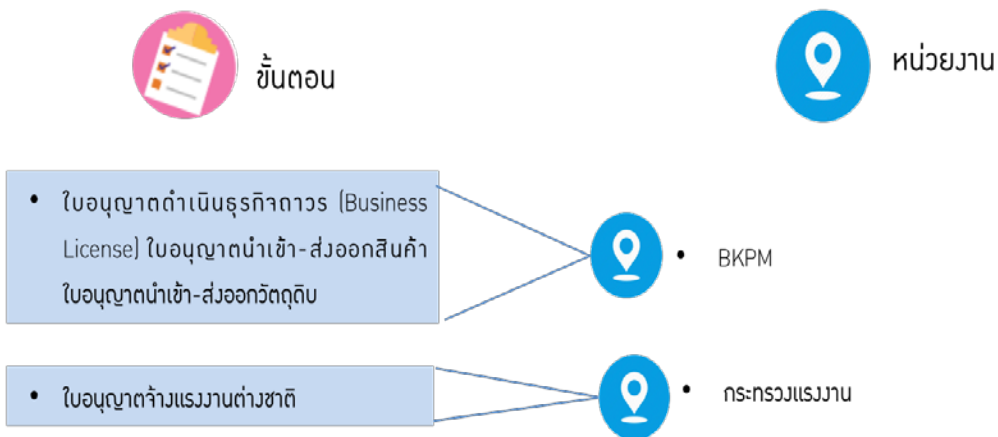 ขั้นตอน
หน่วยงาน
• ใบอนุญาตดำเนินธุรกิจถาวร (Business
License) ใบอนุญาตนำเข้า-ส่งออกสินค้า
ใบอนุญาตนำเข้า-ส่งออกวัตถุดิบ
• BKPM
• ใบอนุญาตจ้างแรงงานต่างชาติ
• กระทรวงแรงงาน